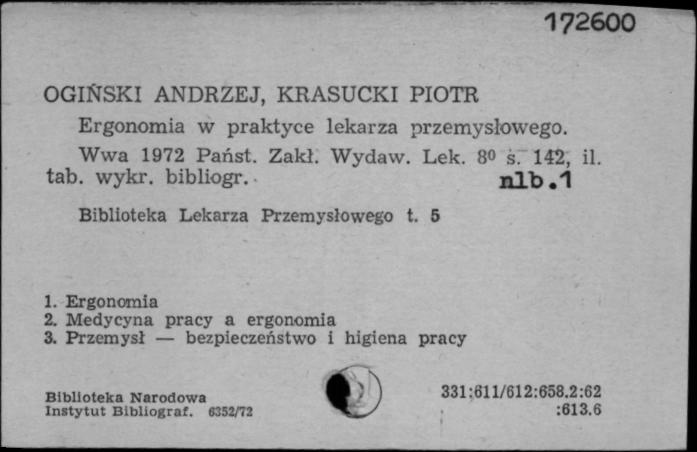 172600
OGIŃSKI ANDRZEJ, KRASUCKI PIOTR
Ergonomia w praktyce lekarza przemysłowego.
Wwa 1972 Państ. Zakł. Wydaw. Lek. 8⁰ s. 142, il.
tab. wykr. bibliogr. nlb.1
Biblioteka Lekarza Przemysłowego t. 5
1. Ergonomia
2. Medycyna pracy a ergonomia
3. Przemysł — bezpieczeństwo i higiena pracy
Biblioteka Narodowa 331:611/612:658.2:62
Instytut Bibliograf. 6352/72 :613.6